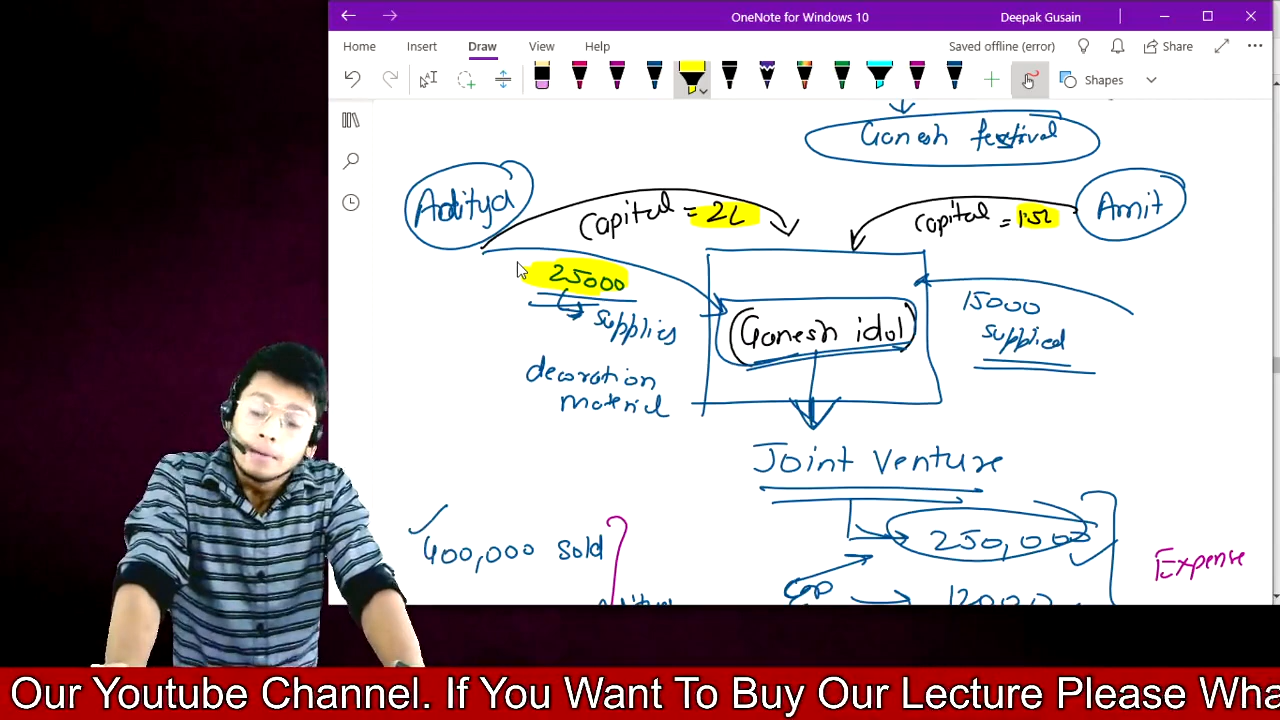 OneNote for Windows 10
Deepak Gusain
Home Insert Draw View Help
Saved offline (error)
Share
Shapes
Ganesh festival
Aditya
Capital = 2L
Capital = 1.5L
Amit
25000
supplies
15000
supplied
(Ganesh idol)
decoration
material
Joint Venture
400,000 sold
250,000
Expense
Cap
12000
Our Youtube Channel. If You Want To Buy Our Lecture Please Wha